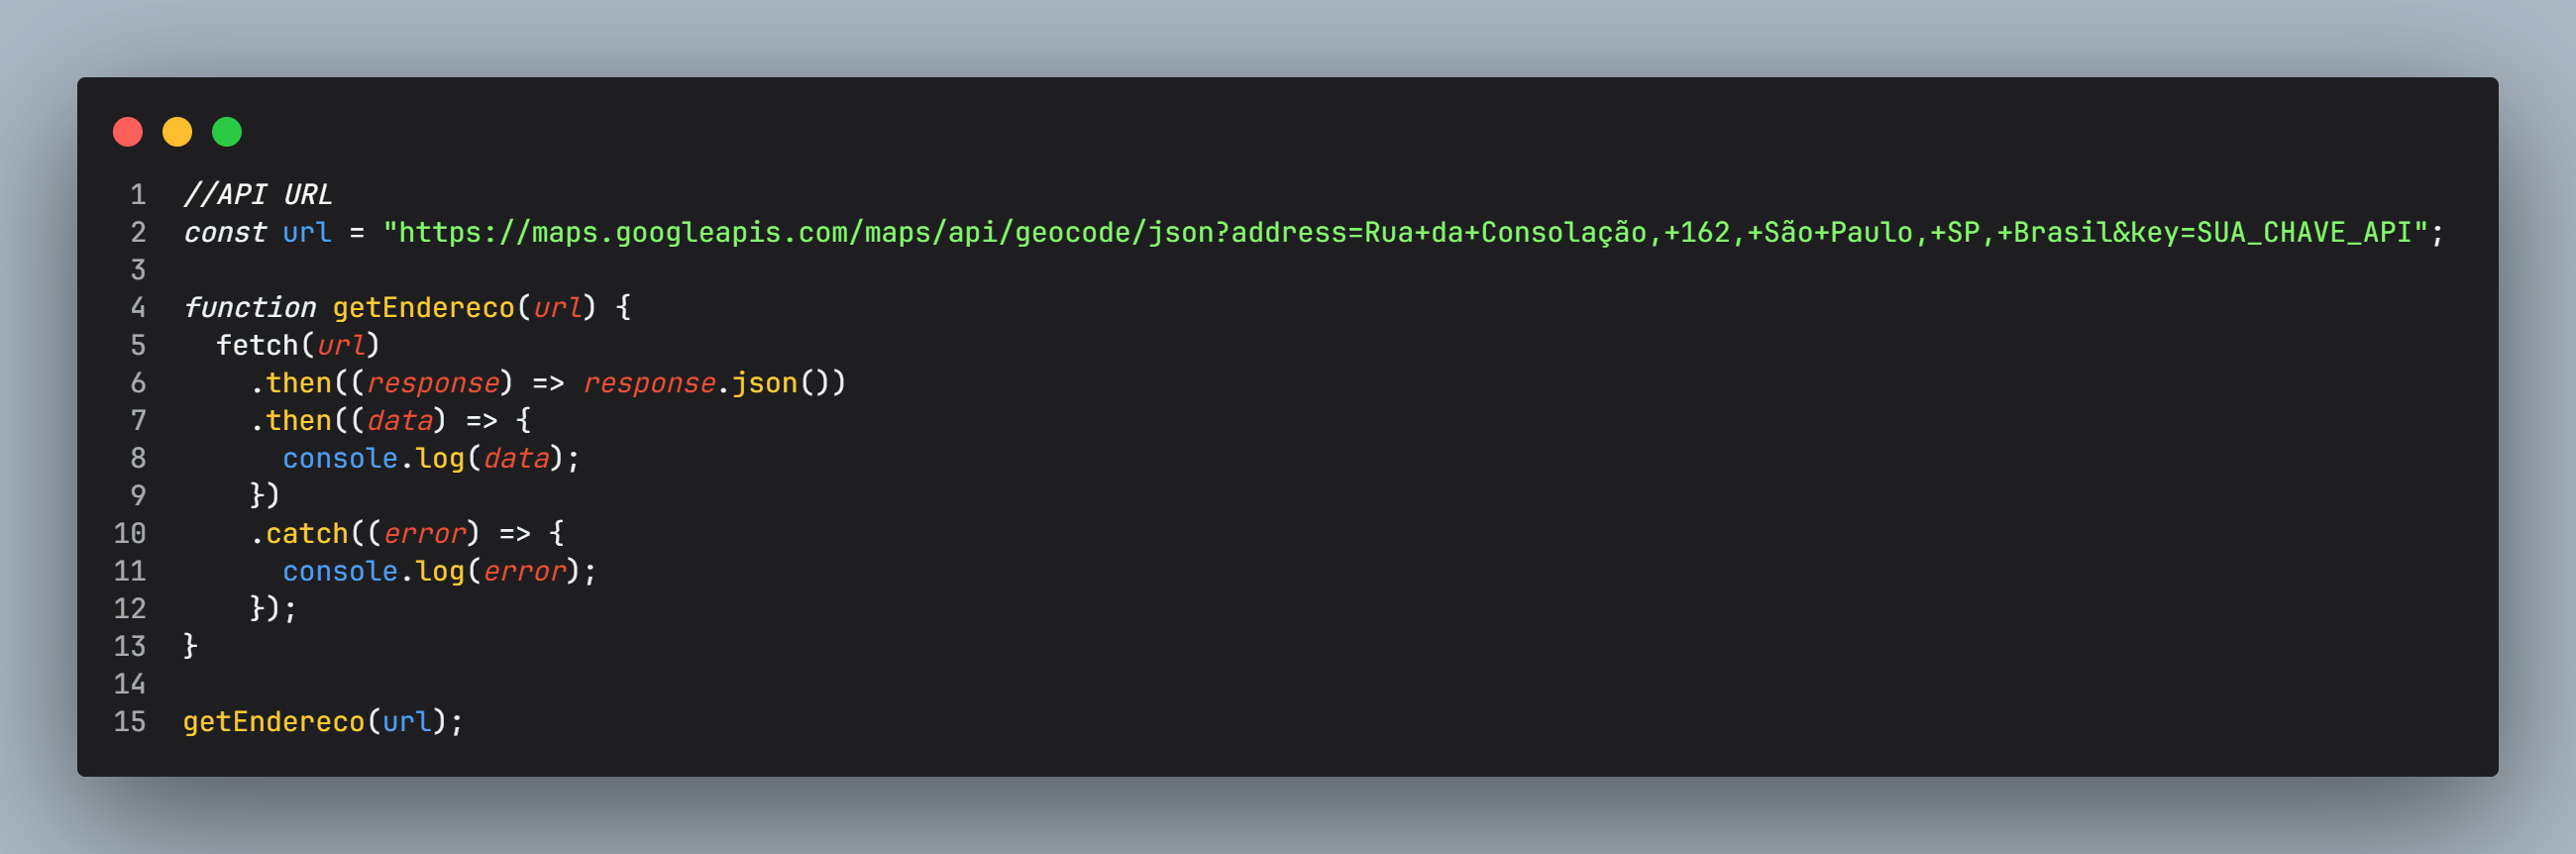 1 //API URL
2 const url = "https://maps.googleapis.com/maps/api/geocode/json?address=Rua+da+Consolação,+162,+São+Paulo,+SP,+Brasil&key=SUA_CHAVE_API";
3
4 function getEndereco(url) {
5   fetch(url)
6     .then((response) => response.json())
7     .then((data) => {
8       console.log(data);
9     })
10     .catch((error) => {
11       console.log(error);
12     });
13 }
14
15 getEndereco(url);